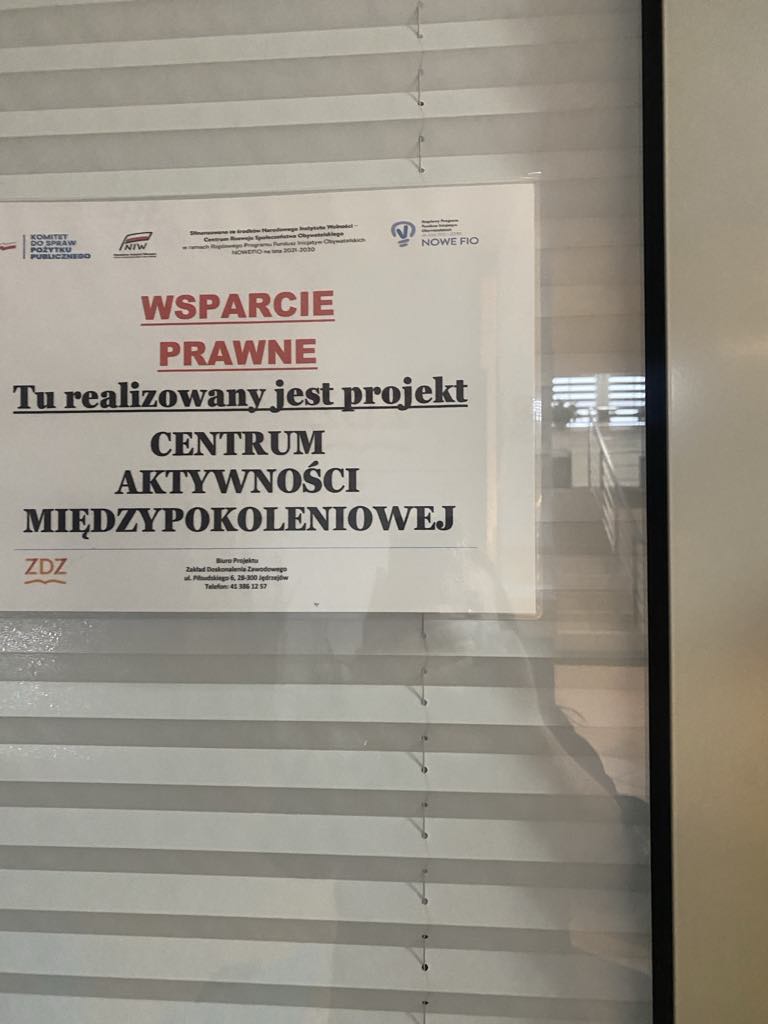 KOMITET
DO SPRAW
POŻYTKU
PUBLICZNEGO
NIW
Sfinansowano ze środków Narodowego Instytutu Wolności –
Centrum Rozwoju Społeczeństwa Obywatelskiego
w ramach Rządowego Programu Fundusz Inicjatyw Obywatelskich
NOWEFIO na lata 2021-2030
NOWE FIO
WSPARCIE
PRAWNE
Tu realizowany jest projekt
CENTRUM
AKTYWNOŚCI
MIĘDZYPOKOLENIOWEJ
ZDZ
Biuro Projektu
Zakład Doskonalenia Zawodowego
ul. Piłsudskiego 6, 28-300 Jędrzejów
Telefon: 41 386 12 57